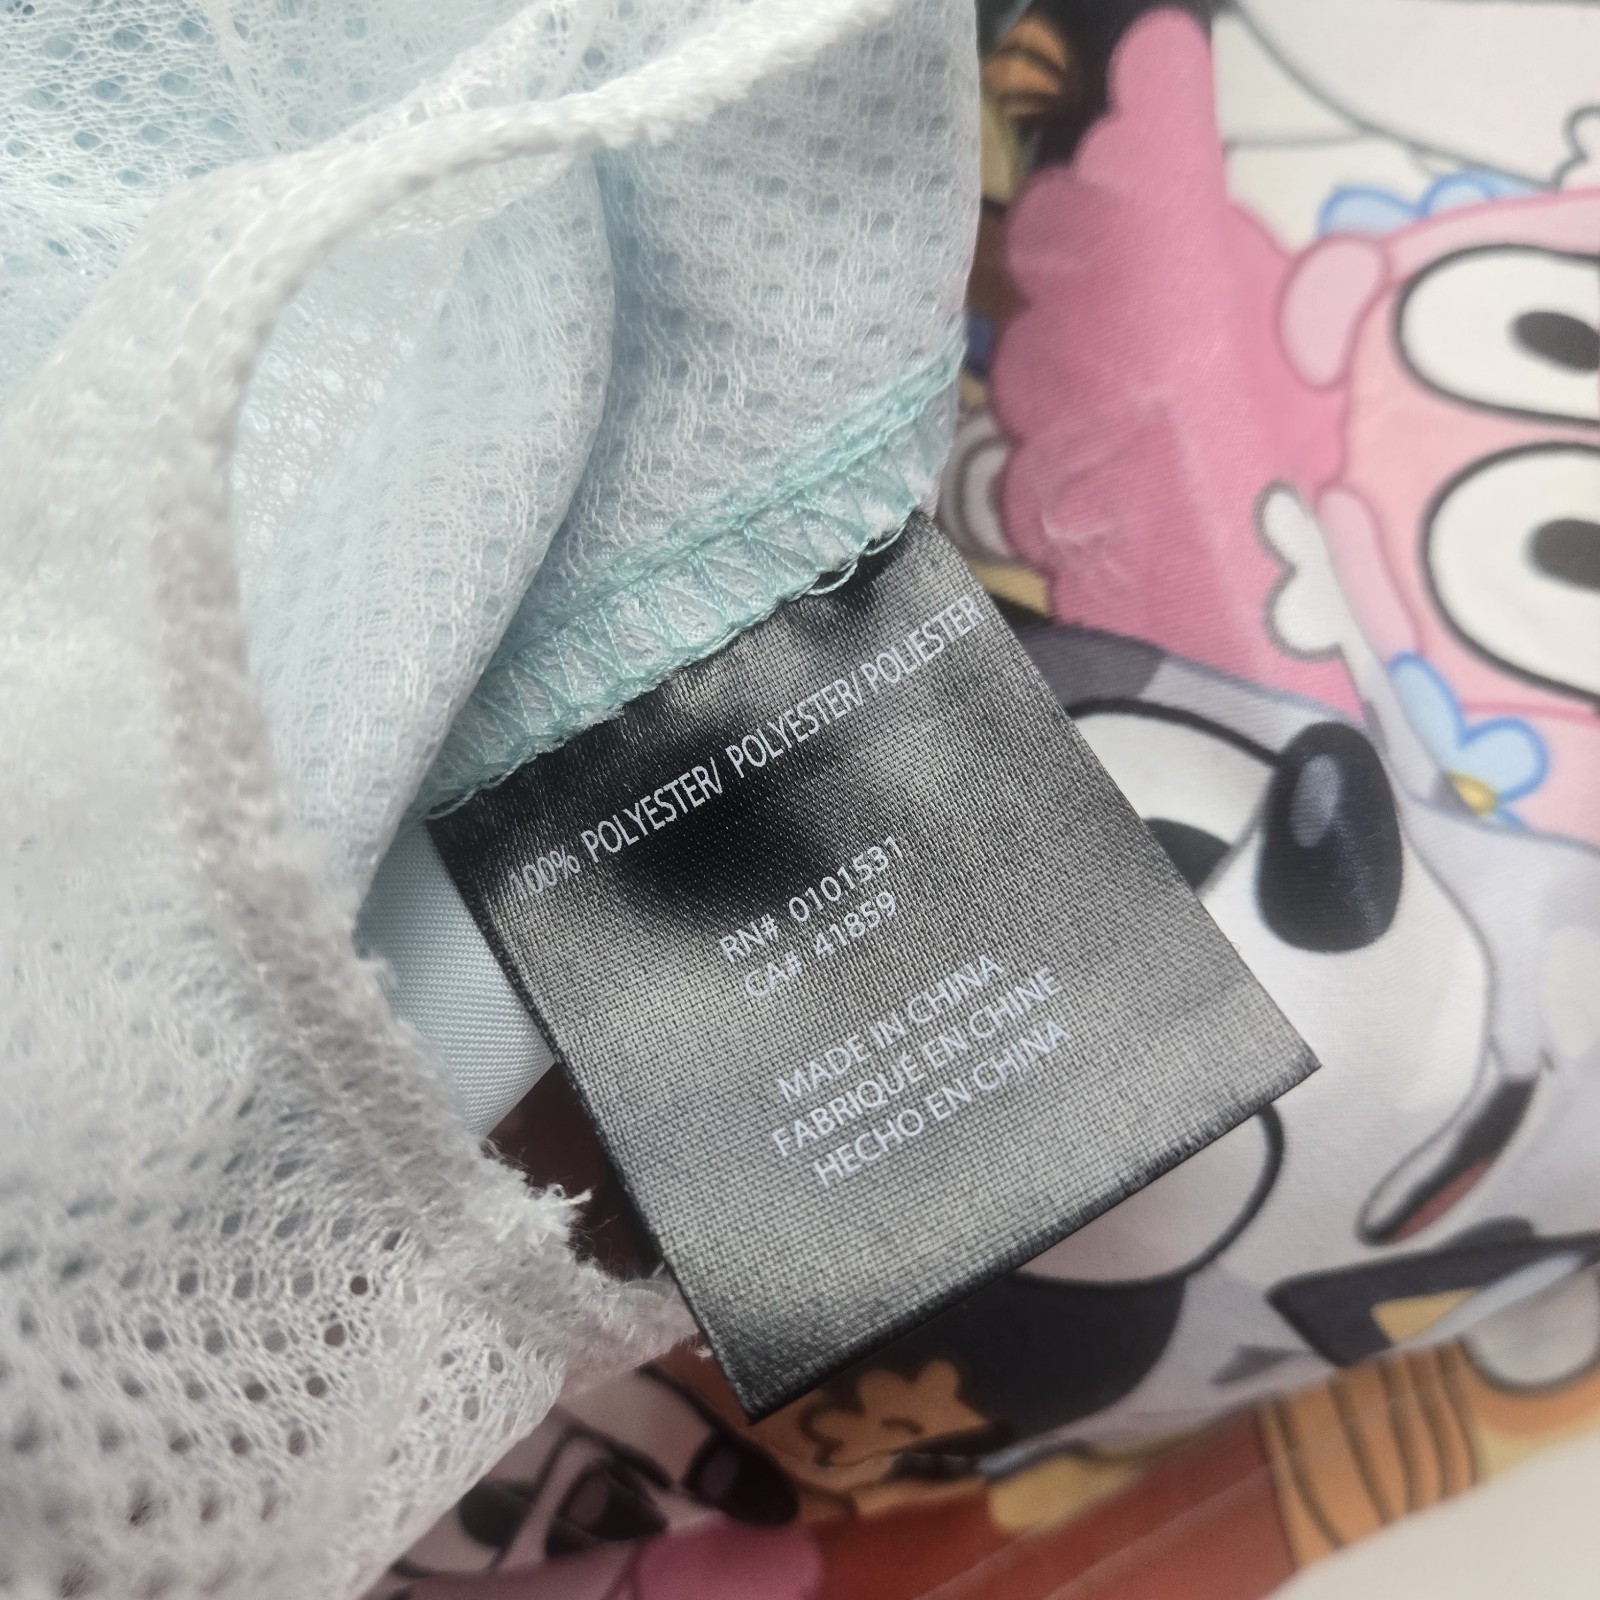 100% POLYESTER/ POLYESTER/ POLIESTER
RN# 0101531
CA# 41859
MADE IN CHINA
FABRIQUÉ EN CHINE
HECHO EN CHINA